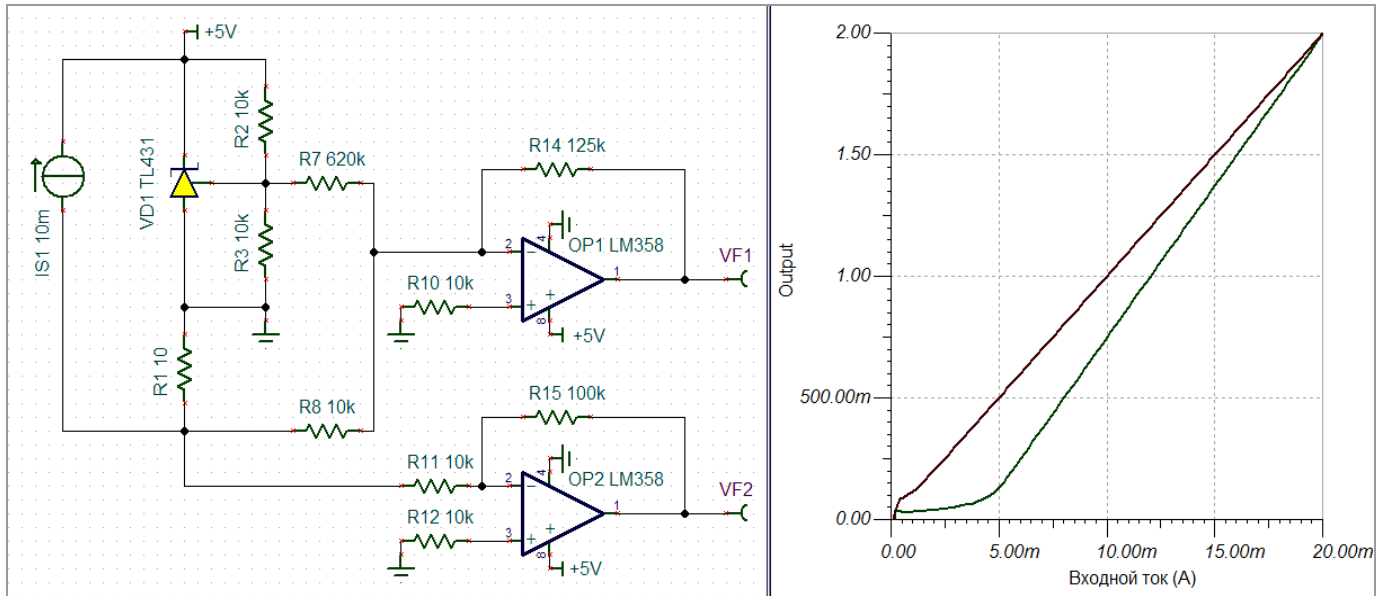 +5V
R2 10k
R7 620k
R14 125k
VD1 TL431
IS1 10m
R3 10k
2
4
OP1 LM358
VF1
1
R10 10k
3
8
+5V
R1 10
R15 100k
R8 10k
R11 10k
2
4
OP2 LM358
VF2
1
R12 10k
3
8
+5V
2.00
1.50
1.00
500.00m
0.00
Output
0.00
5.00m
10.00m
15.00m
20.00m
Входной ток (А)